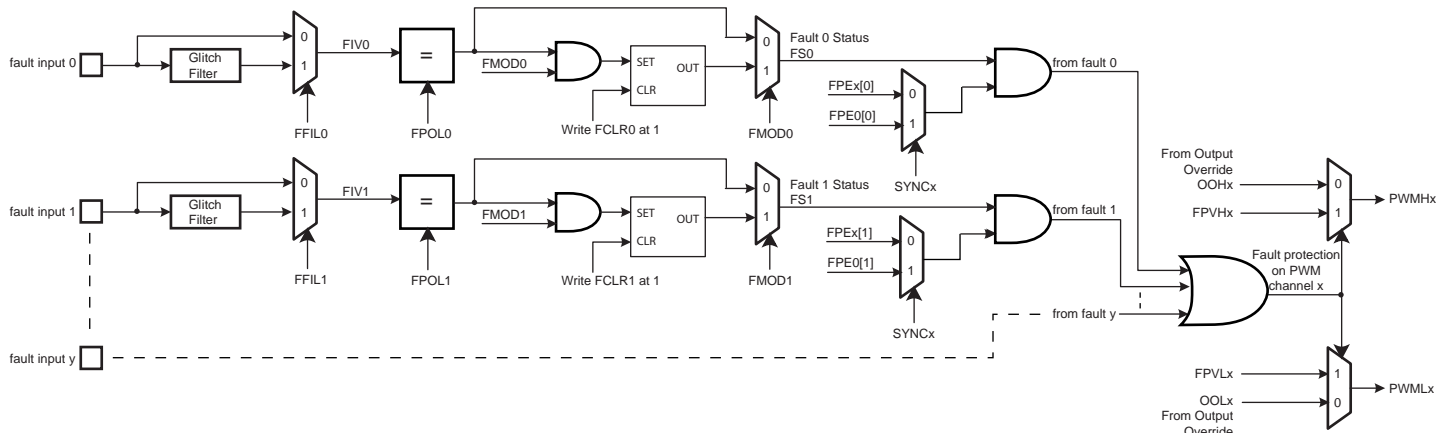 fault input 0
Glitch
Filter
0
1
FFIL0
FIV0
=
FPOL0
FMOD0
SET
OUT
CLR
Write FCLR0 at 1
0
1
FMOD0
Fault 0 Status
FS0
FPEx[0]
FPE0[0]
0
1
SYNCx
from fault 0
fault input 1
Glitch
Filter
0
1
FFIL1
FIV1
=
FPOL1
FMOD1
SET
OUT
CLR
Write FCLR1 at 1
0
1
FMOD1
Fault 1 Status
FS1
FPEx[1]
FPE0[1]
0
1
SYNCx
from fault 1
fault input y
from fault y
Fault protection
on PWM
channel x
From Output
Override
OOHx
FPVHx
0
1
PWMHx
FPVLx
OOLx
From Output
Override
1
0
PWMLx